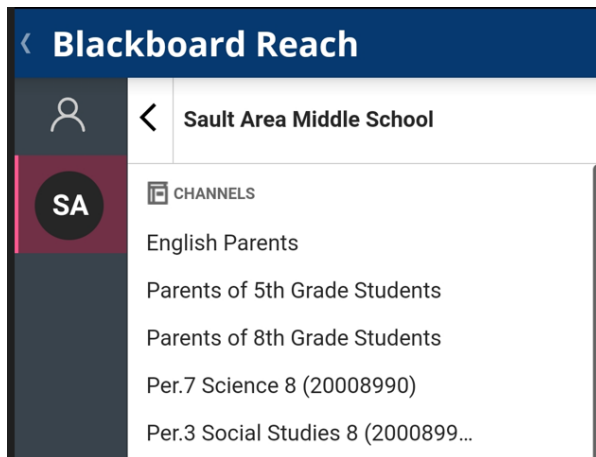 Blackboard Reach
Sault Area Middle School
SA
CHANNELS
English Parents
Parents of 5th Grade Students
Parents of 8th Grade Students
Per.7 Science 8 (20008990)
Per.3 Social Studies 8 (2000899...